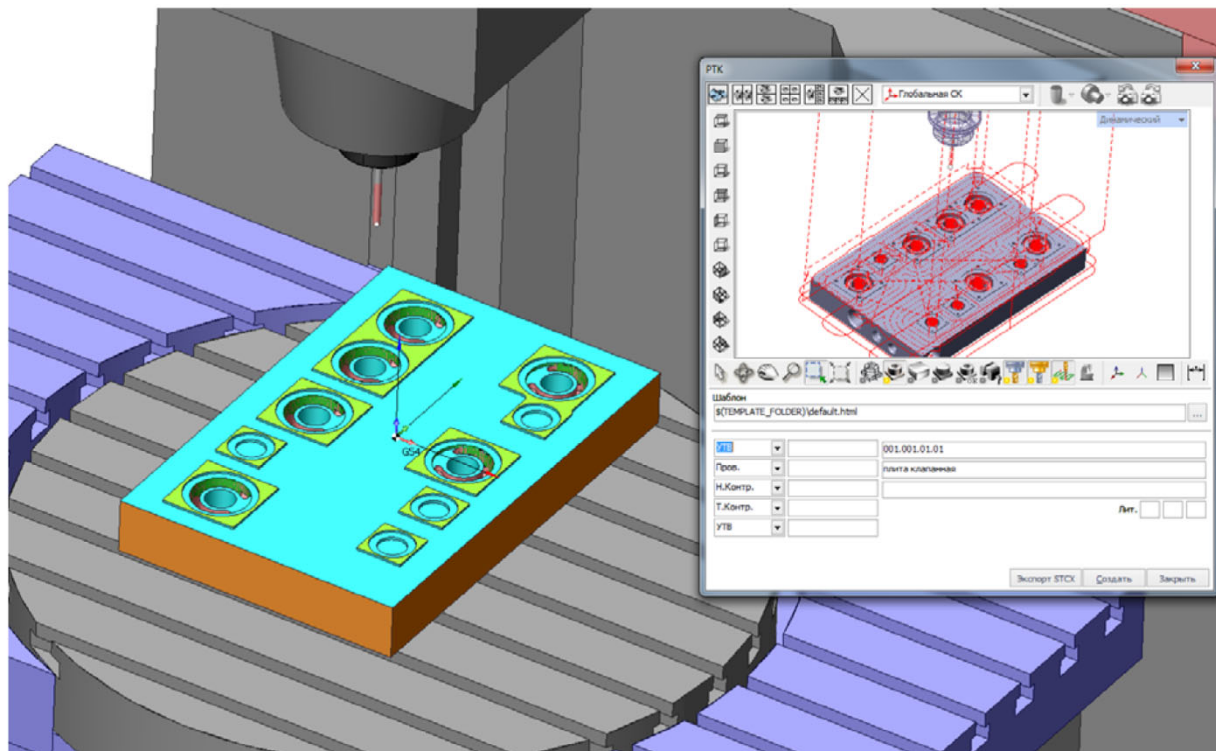 РТК
Глобальная СК
Динамический
G54
Шаблон
$(TEMPLATE_FOLDER)\default.html
...
УТВ 001.001.01.01
Пров. плита клапанная
Н.Контр.
Т.Контр. Лит.
УТВ
Экспорт STCX Создать Закрыть